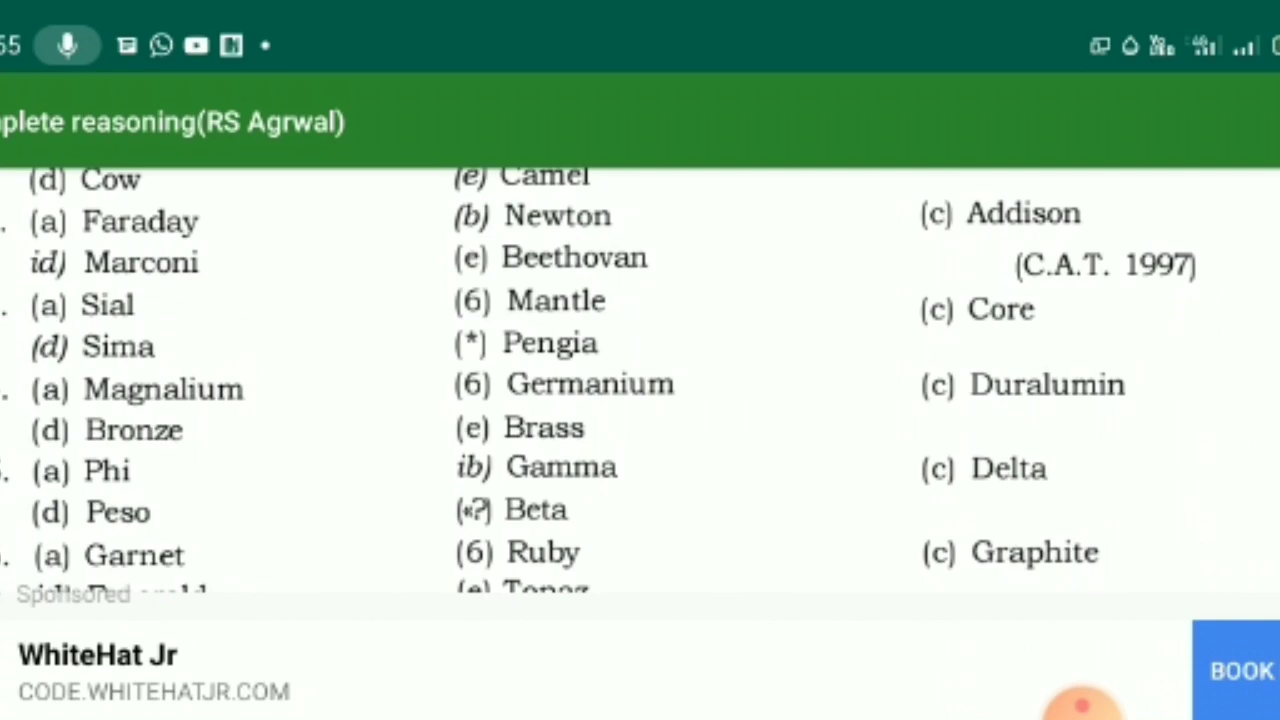 55
plete reasoning(RS Agrwal)
(d) Cow (e) Camel
. (a) Faraday (b) Newton (c) Addison
id) Marconi (e) Beethovan (C.A.T. 1997)
. (a) Sial (6) Mantle (c) Core
(d) Sima (*) Pengia
. (a) Magnalium (6) Germanium (c) Duralumin
(d) Bronze (e) Brass
. (a) Phi ib) Gamma (c) Delta
(d) Peso («?) Beta
. (a) Garnet (6) Ruby (c) Graphite
(e) Topaz
Sponsored
WhiteHat Jr
CODE.WHITEHATJR.COM
BOOK